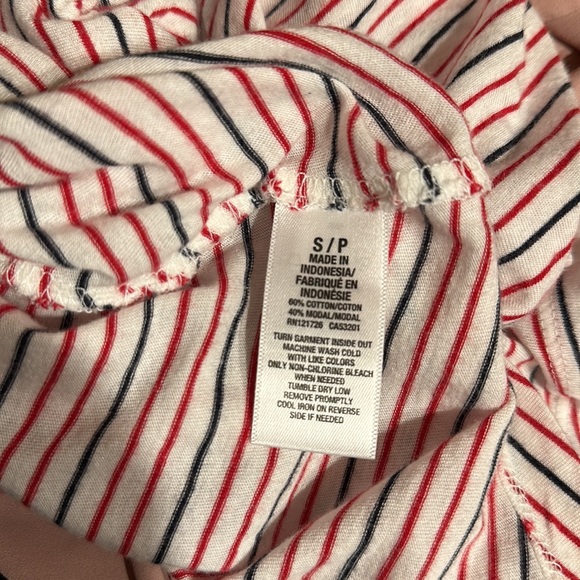 S / P
MADE IN
INDONESIA/
FABRIQUÉ EN
INDONÉSIE
60% COTTON/COTON
40% MODAL/MODAL
RN121726 CA53201
TURN GARMENT INSIDE OUT
MACHINE WASH COLD
WITH LIKE COLORS
ONLY NON-CHLORINE BLEACH
WHEN NEEDED
TUMBLE DRY LOW
REMOVE PROMPTLY
COOL IRON ON REVERSE
SIDE IF NEEDED